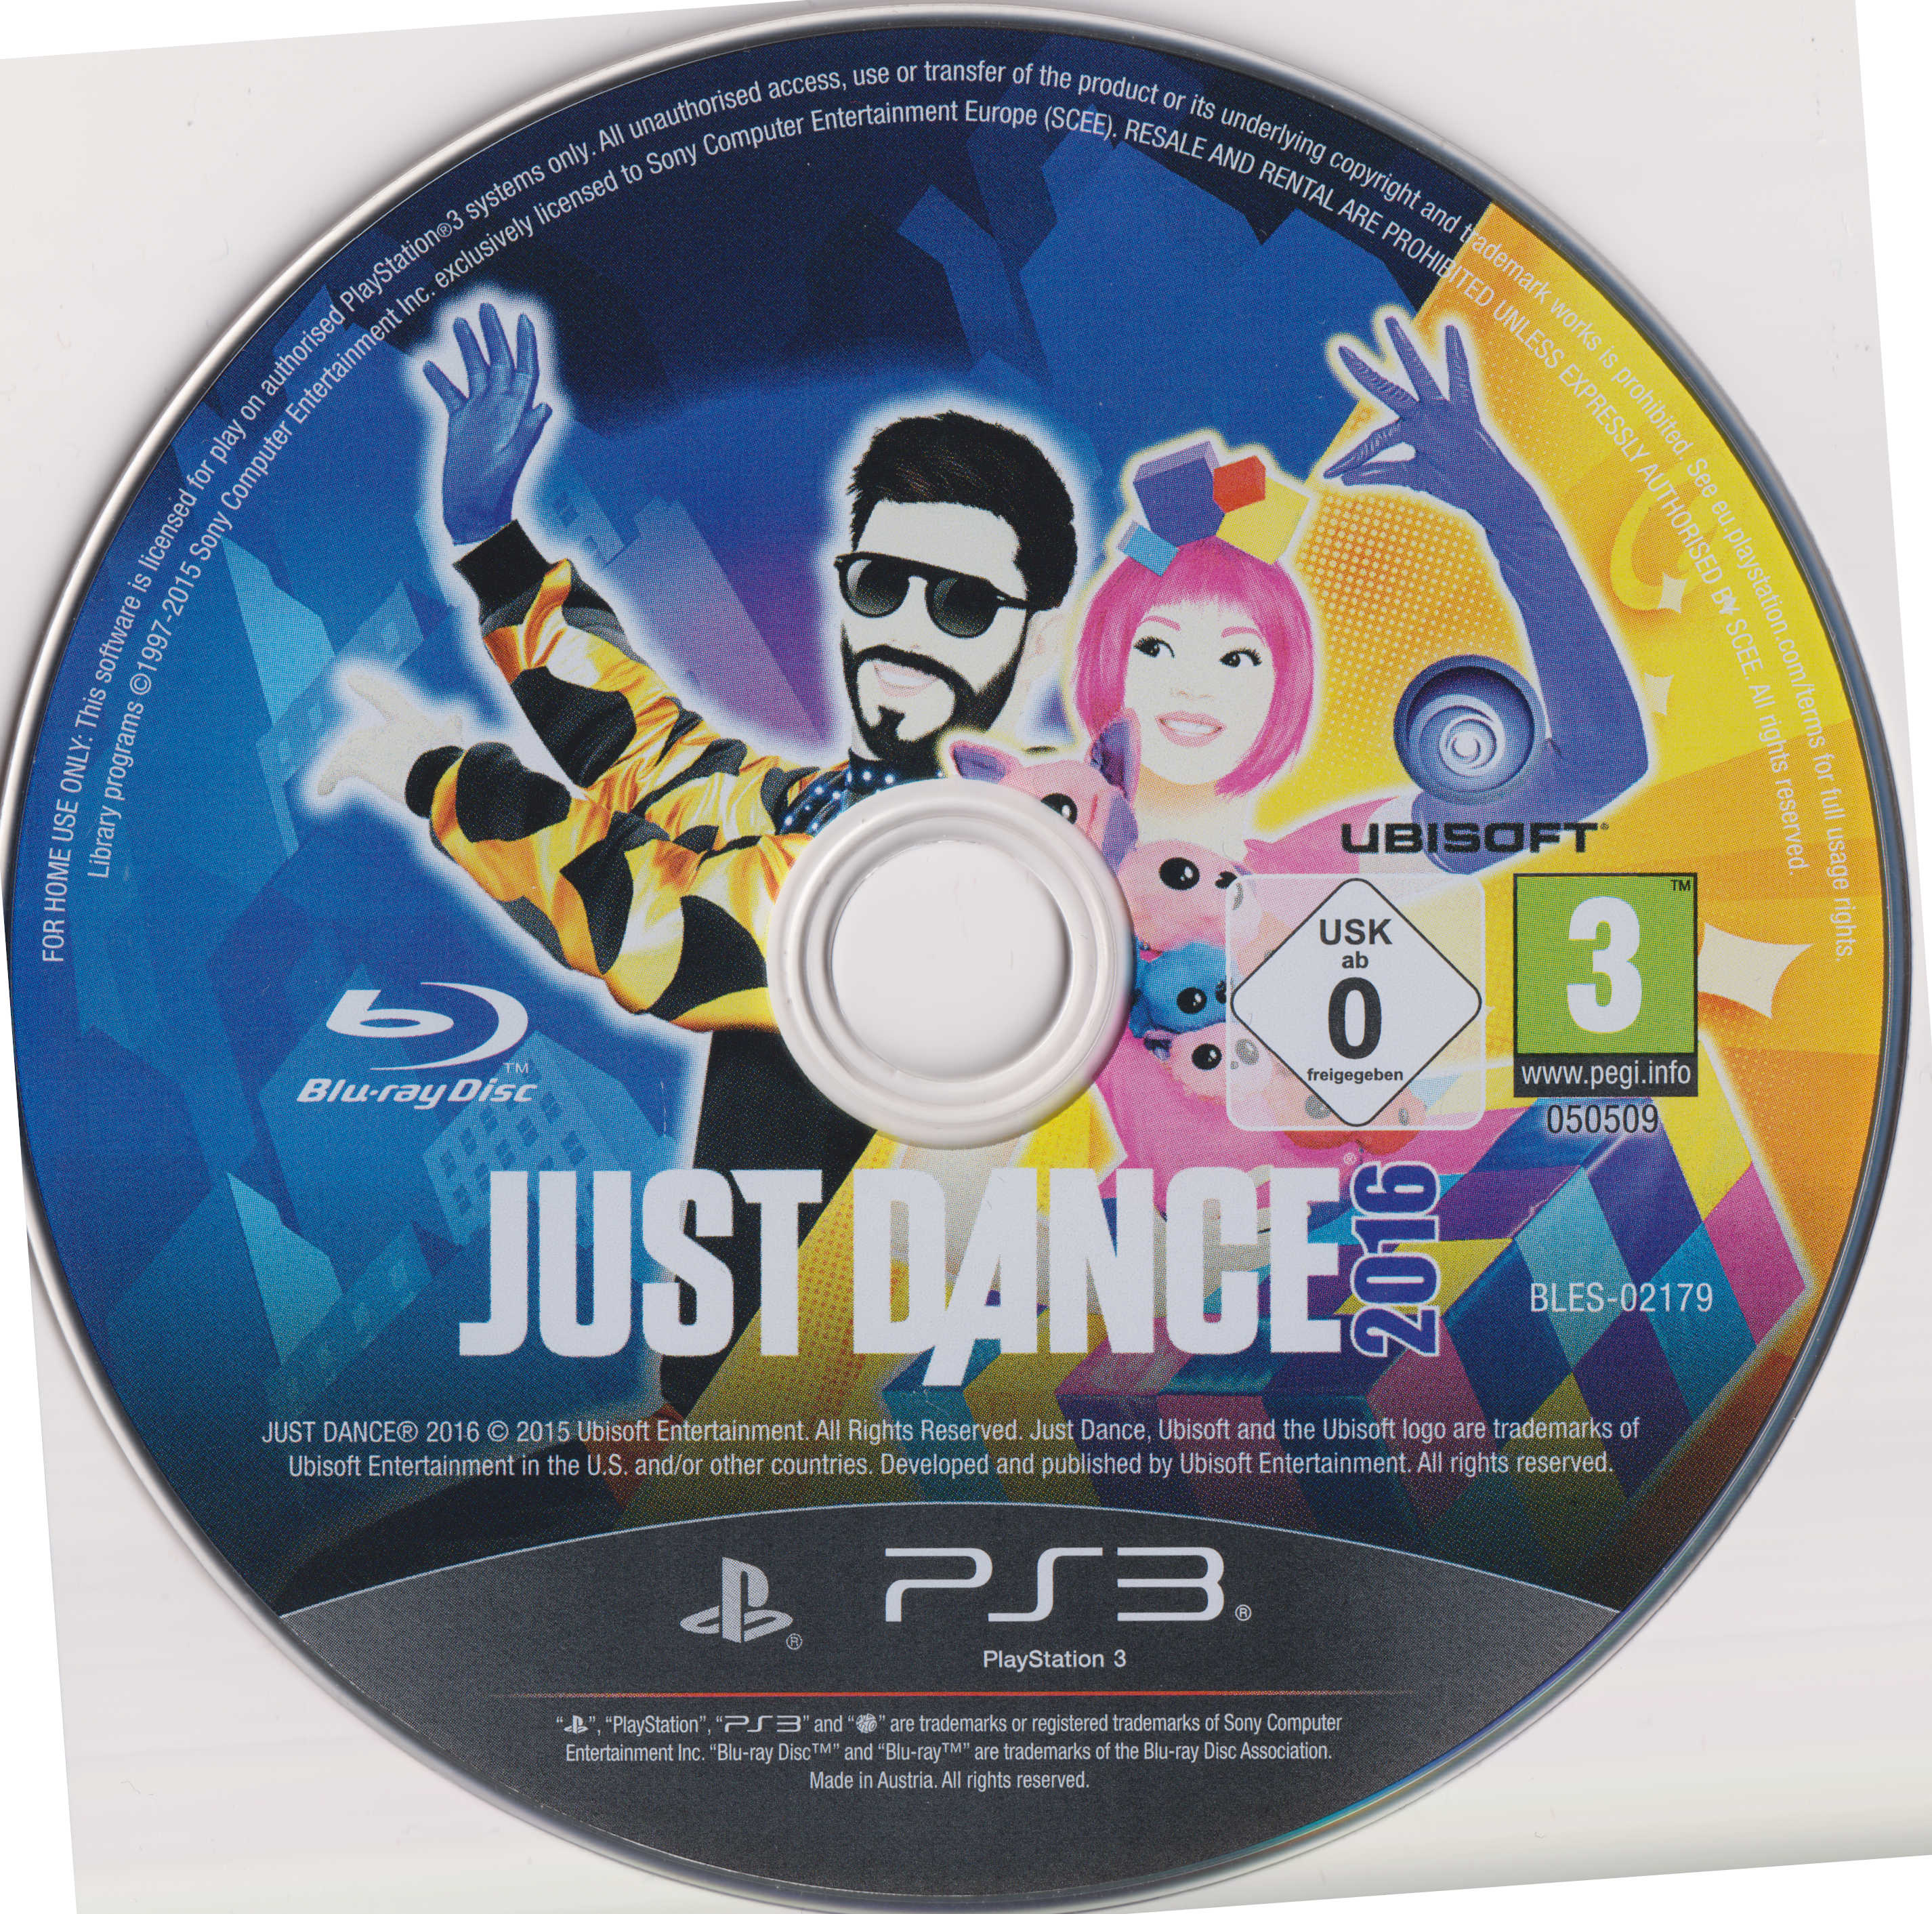 FOR HOME USE ONLY: This software is licensed for play on authorised PlayStation®3 systems only. All unauthorised access, use or transfer of the product or its underlying copyright and trademark works is prohibited. See eu.playstation.com/terms for full usage rights.
Library programs ©1997-2015 Sony Computer Entertainment Inc. exclusively licensed to Sony Computer Entertainment Europe (SCEE). RESALE AND RENTAL ARE PROHIBITED UNLESS EXPRESSLY AUTHORISED BY SCEE. All rights reserved.
UBISOFT®
USK
ab
0
freigegeben
3
TM
www.pegi.info
050509
b
TM
Blu-ray Disc
JUST DANCE® 2016
BLES-02179
JUST DANCE® 2016 © 2015 Ubisoft Entertainment. All Rights Reserved. Just Dance, Ubisoft and the Ubisoft logo are trademarks of
Ubisoft Entertainment in the U.S. and/or other countries. Developed and published by Ubisoft Entertainment. All rights reserved.
® PS3®
PlayStation 3
“ ”, “PlayStation”, “PS3” and “ ” are trademarks or registered trademarks of Sony Computer
Entertainment Inc. “Blu-ray Disc™” and “Blu-ray™” are trademarks of the Blu-ray Disc Association.
Made in Austria. All rights reserved.